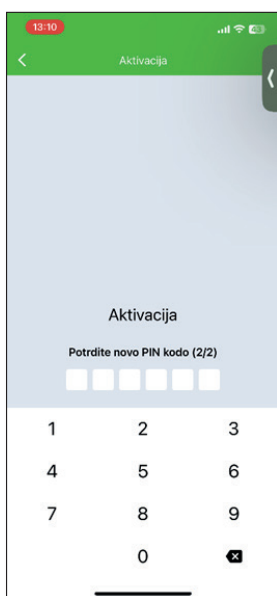 13:10
Aktivacija
Aktivacija
Potrdite novo PIN kodo (2/2)
1 2 3
4 5 6
7 8 9
0